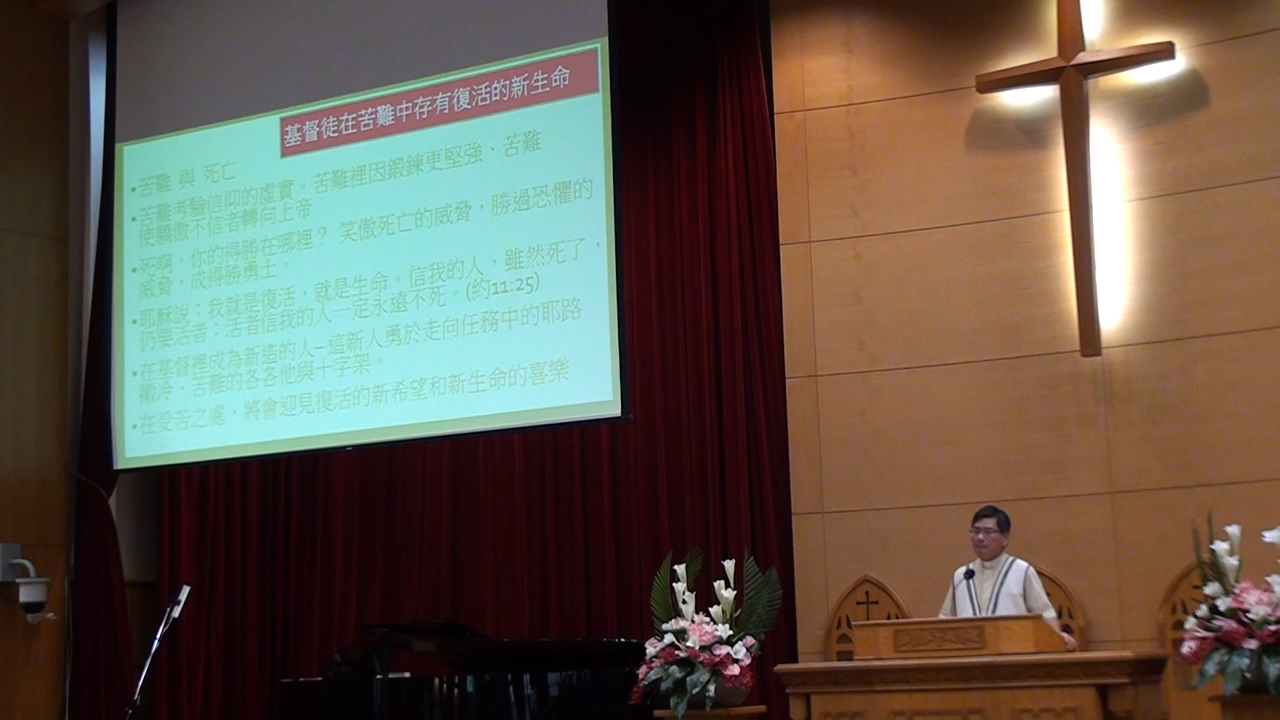 基督徒在苦難中存有復活的新生命
•苦難 與 死亡
•苦難考驗信仰的虛實。苦難裡因鍛鍊更堅強、苦難
使驕傲不信者轉向上帝
•死啊，你的得勝在哪裡？ 笑傲死亡的威脅，勝過恐懼的
威脅，成得勝勇士。
•耶穌說：我就是復活，就是生命。信我的人，雖然死了，
仍要活著；活著信我的人一定永遠不死。(約11:25)
•在基督裡成為新造的人–這新人勇於走向任務中的耶路
撒冷，苦難的各各他與十字架。
•在受苦之處，將會迎見復活的新希望和新生命的喜樂